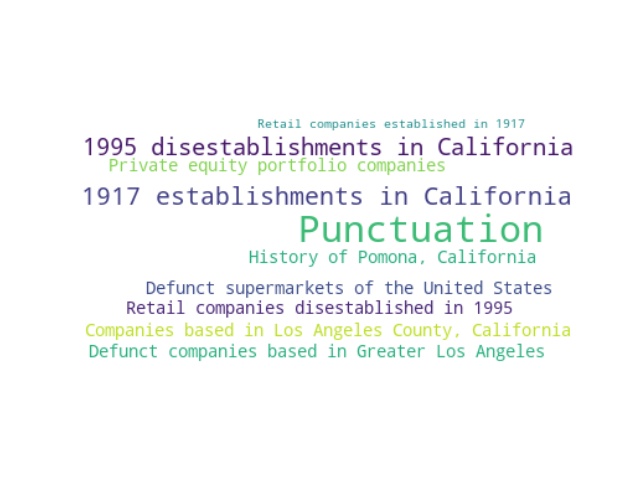 Retail companies established in 1917
1995 disestablishments in California
Private equity portfolio companies
1917 establishments in California
Punctuation
History of Pomona, California
Defunct supermarkets of the United States
Retail companies disestablished in 1995
Companies based in Los Angeles County, California
Defunct companies based in Greater Los Angeles